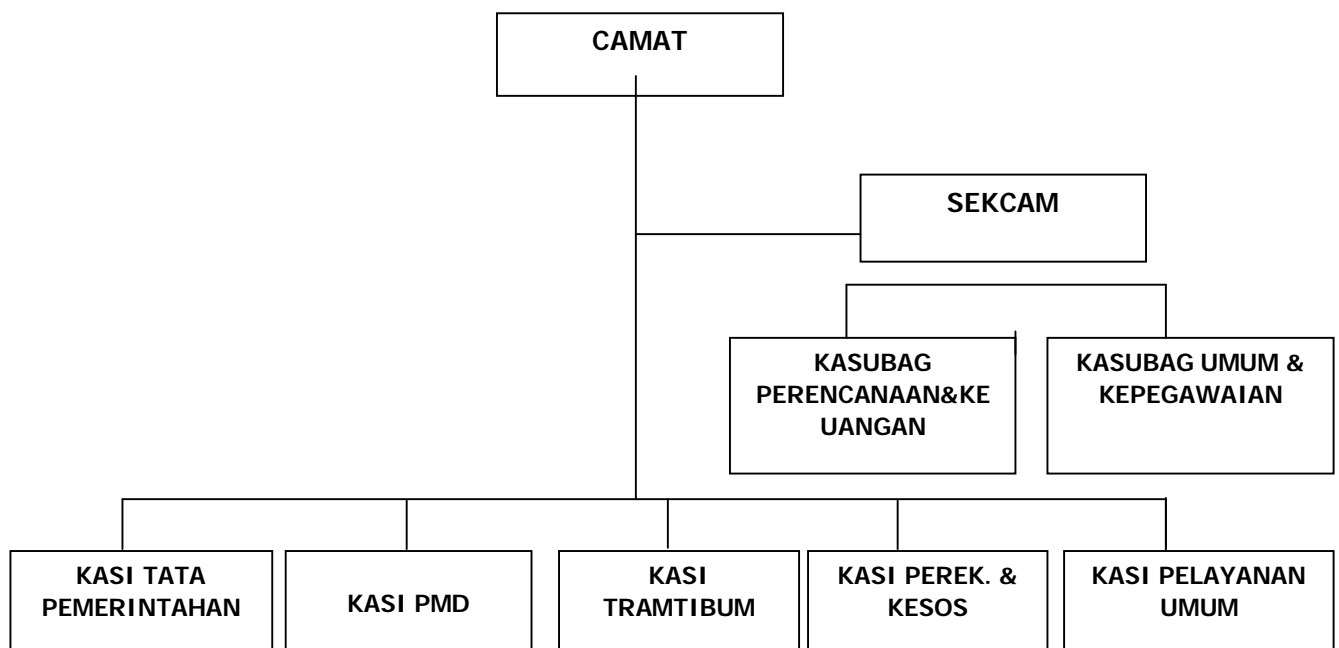 CAMAT
SEKCAM
KASUBAG
PERENCANAAN&KE
UANGAN
KASUBAG UMUM &
KEPEGAWAIAN
KASI TATA
PEMERINTAHAN
KASI PMD
KASI
TRAMTIBUM
KASI PEREK. &
KESOS
KASI PELAYANAN
UMUM